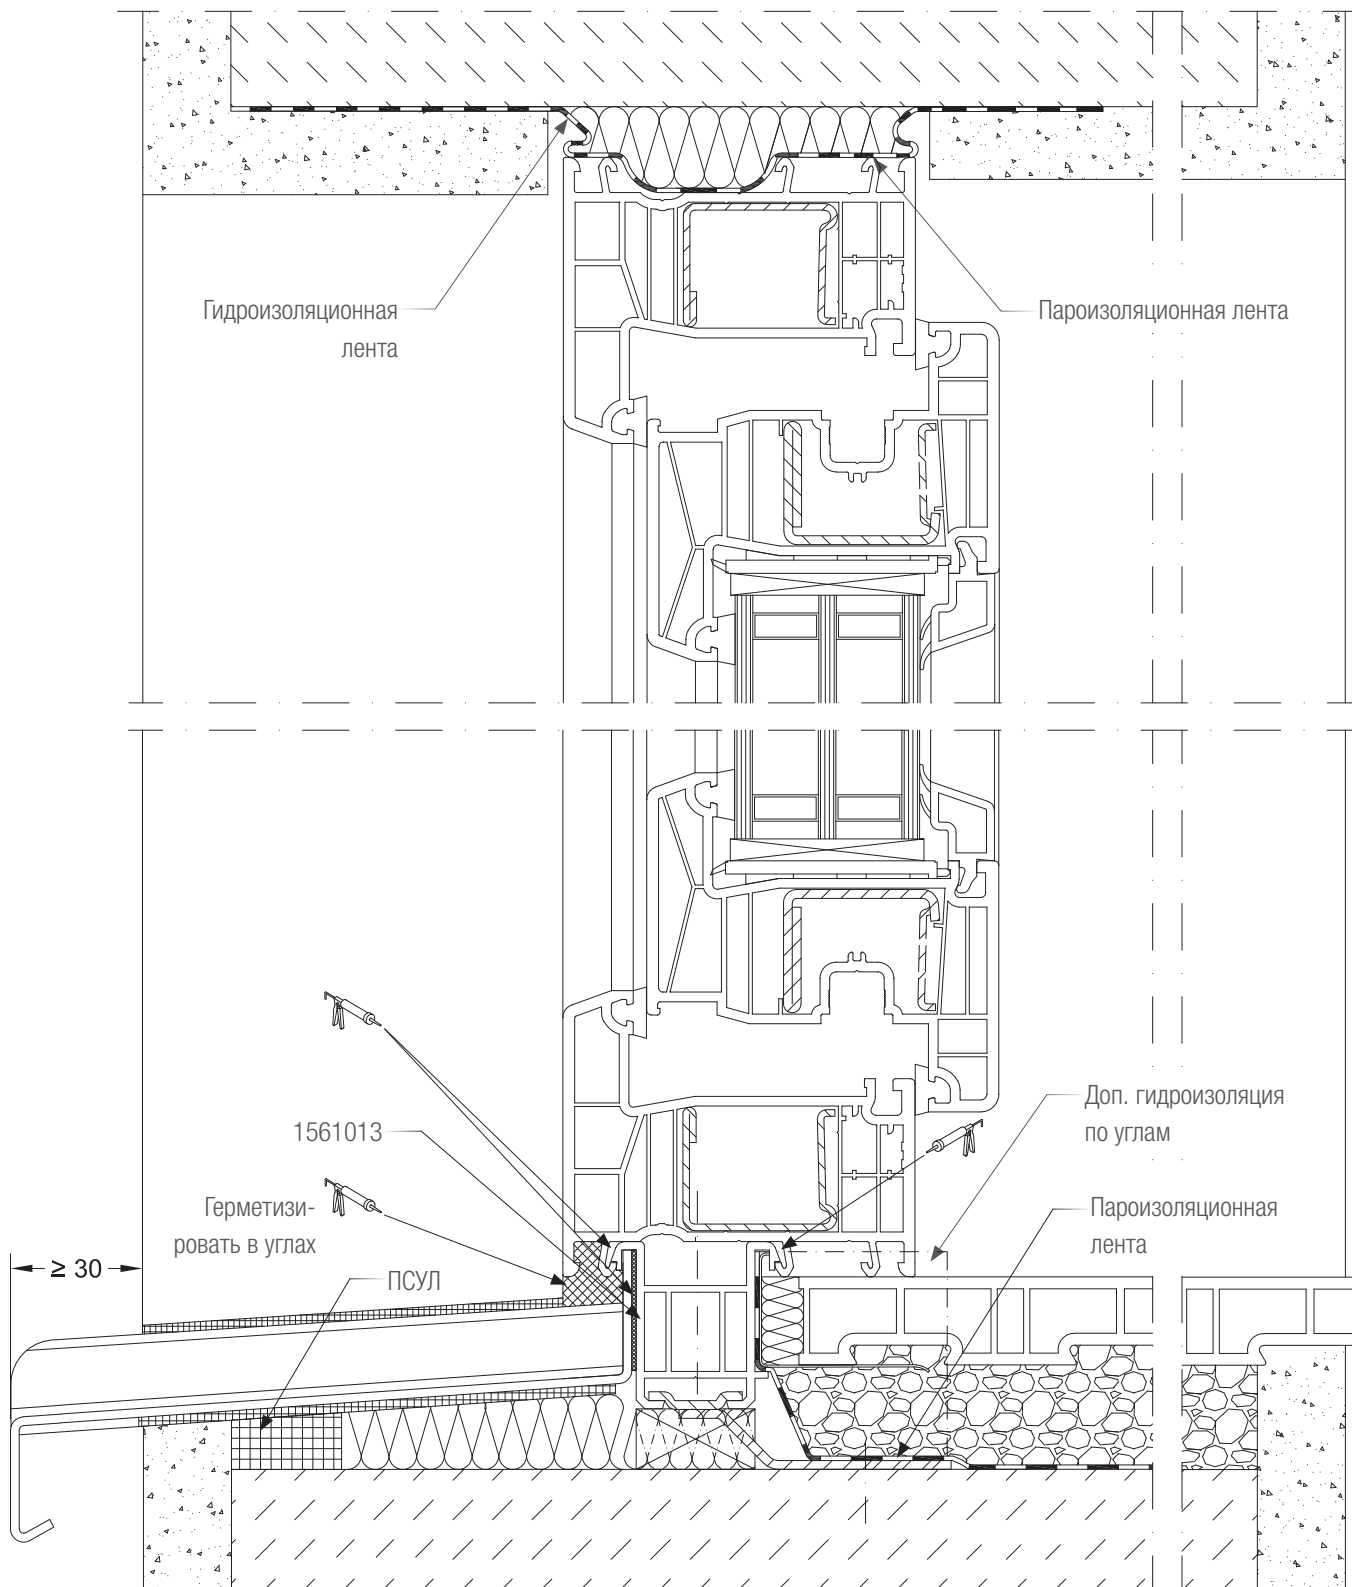 Гидроизоляционная
лента
Пароизоляционная лента
Доп. гидроизоляция
по углам
1561013
Герметизи-
ровать в углах
Пароизоляционная
лента
≥ 30
ПСУЛ